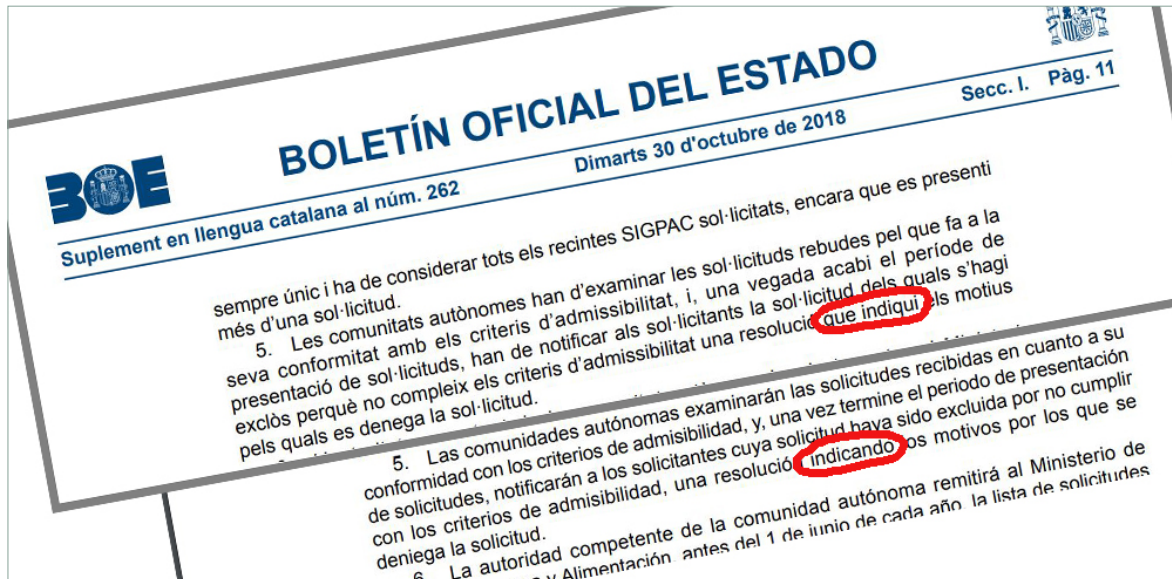 BOLETÍN OFICIAL DEL ESTADO
BOE
Suplement en llengua catalana al núm. 262 Dimarts 30 d'octubre de 2018 Secc. I. Pàg. 11
sempre únic i ha de considerar tots els recintes SIGPAC sol·licitats, encara que es presenti
més d'una sol·licitud.
5. Les comunitats autònomes han d'examinar les sol·licituds rebudes pel que fa a la
seva conformitat amb els criteris d'admissibilitat, i, una vegada acabi el període de
presentació de sol·licituds, han de notificar als sol·licitants la sol·licitud dels quals s'hagi
exclòs perquè no compleix els criteris d'admissibilitat una resolució que indiqui els motius
pels quals es denega la sol·licitud.
5. Las comunidades autónomas examinarán las solicitudes recibidas en cuanto a su
conformidad con los criterios de admisibilidad, y, una vez termine el periodo de presentación
de solicitudes, notificarán a los solicitantes cuya solicitud haya sido excluida por no cumplir
con los criterios de admisibilidad, una resolución indicando los motivos por los que se
deniega la solicitud.
6. La autoridad competente de la comunidad autónoma remitirá al Ministerio de
y Alimentación, antes del 1 de junio de cada año, la lista de solicitudes